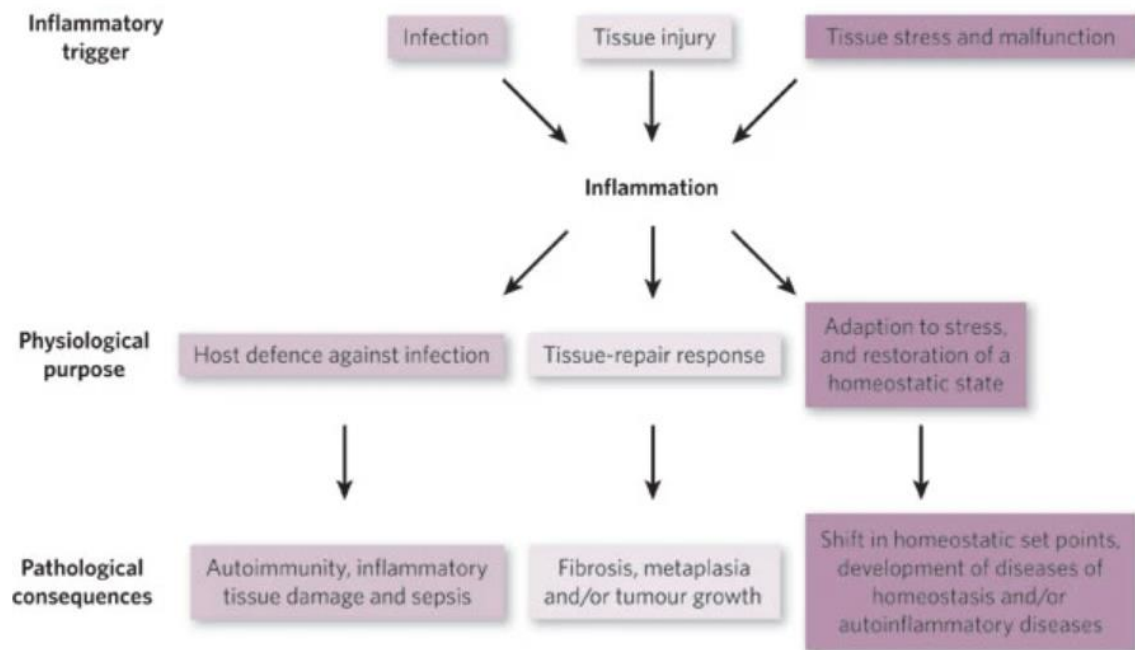 Inflammatory
trigger
Infection
Tissue injury
Tissue stress and malfunction
Inflammation
Physiological
purpose
Host defence against infection
Tissue-repair response
Adaption to stress,
and restoration of a
homeostatic state
Pathological
consequences
Autoimmunity, inflammatory
tissue damage and sepsis
Fibrosis, metaplasia
and/or tumour growth
Shift in homeostatic set points,
development of diseases of
homeostasis and/or
autoinflammatory diseases